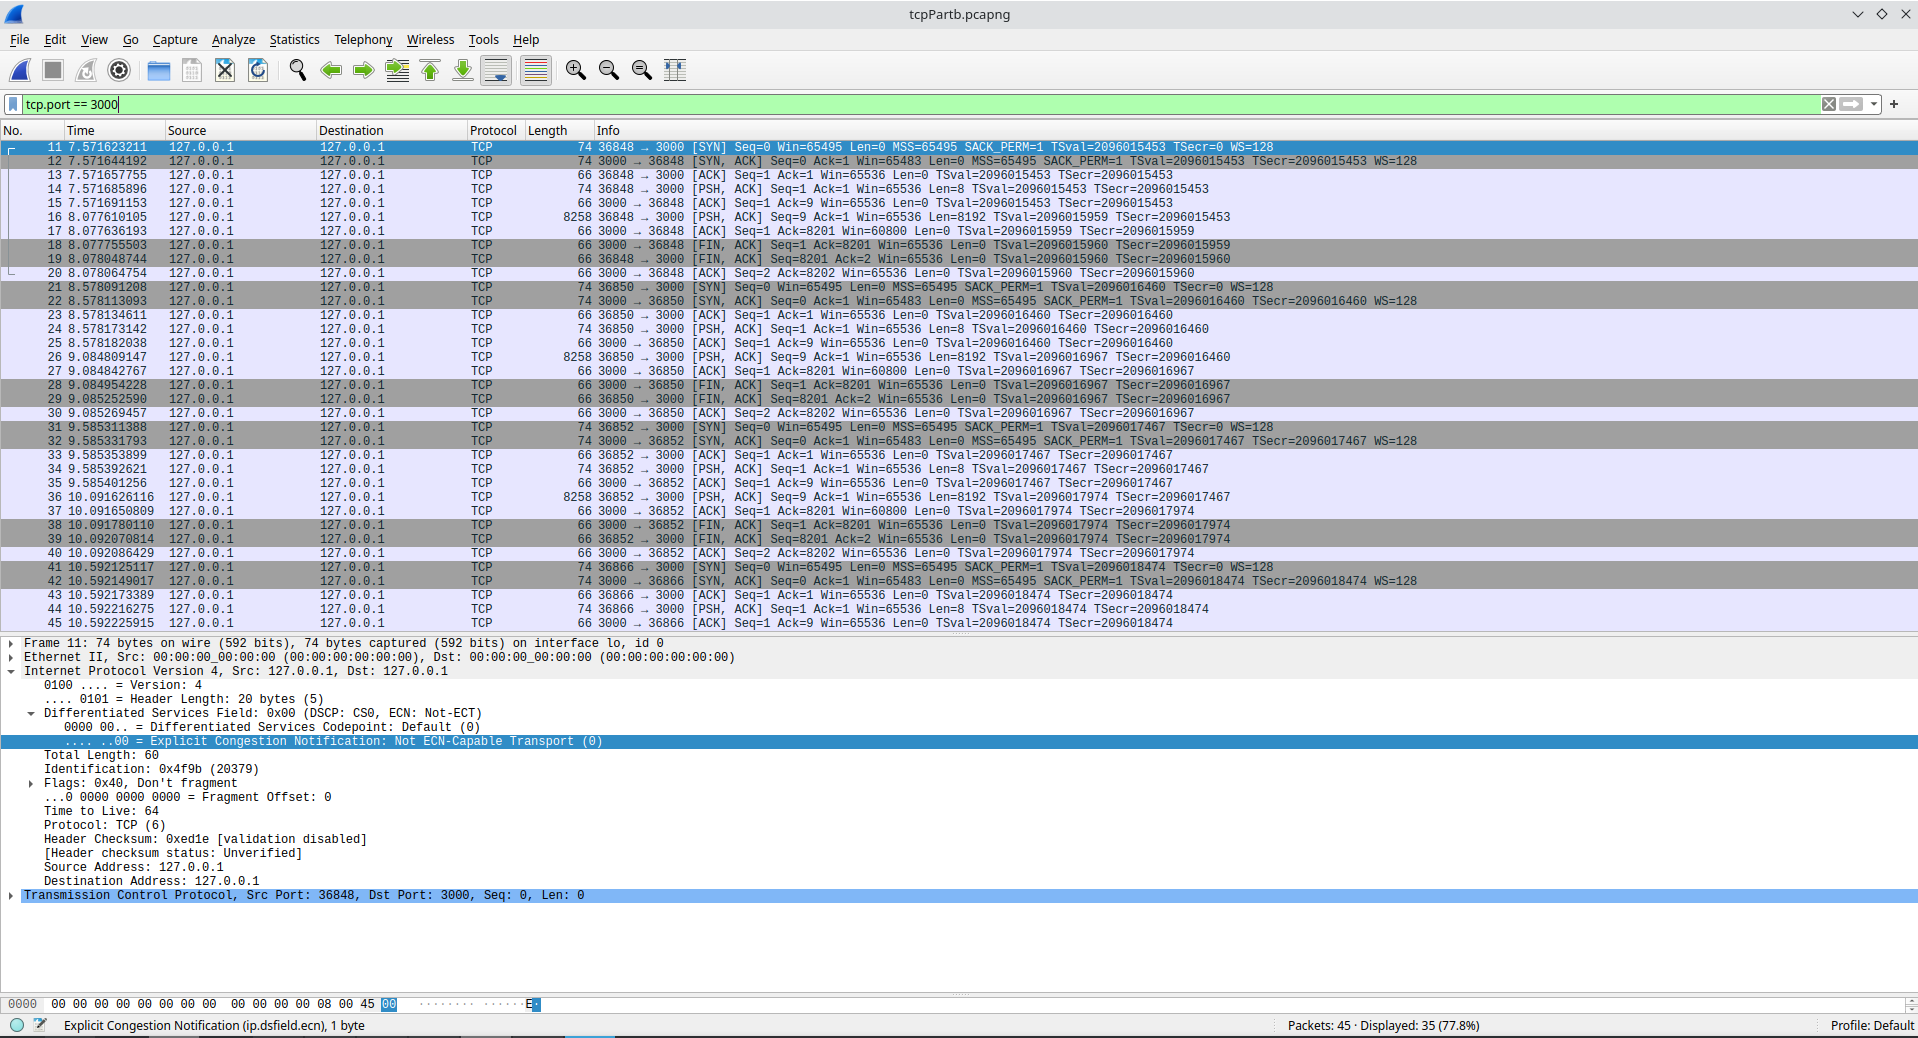 tcpPartb.pcapng
File Edit View Go Capture Analyze Statistics Telephony Wireless Tools Help
tcp.port == 3000
No. Time Source Destination Protocol Length Info
11 7.571623211 127.0.0.1 127.0.0.1 TCP 74 36848 → 3000 [SYN] Seq=0 Win=65495 Len=0 MSS=65495 SACK_PERM=1 TSval=2096015453 TSecr=0 WS=128
12 7.571644192 127.0.0.1 127.0.0.1 TCP 74 3000 → 36848 [SYN, ACK] Seq=0 Ack=1 Win=65483 Len=0 MSS=65495 SACK_PERM=1 TSval=2096015453 TSecr=2096015453 WS=128
13 7.571657755 127.0.0.1 127.0.0.1 TCP 66 36848 → 3000 [ACK] Seq=1 Ack=1 Win=65536 Len=0 TSval=2096015453 TSecr=2096015453
14 7.571685896 127.0.0.1 127.0.0.1 TCP 74 36848 → 3000 [PSH, ACK] Seq=1 Ack=1 Win=65536 Len=8 TSval=2096015453 TSecr=2096015453
15 7.571691153 127.0.0.1 127.0.0.1 TCP 66 3000 → 36848 [ACK] Seq=1 Ack=9 Win=65536 Len=0 TSval=2096015453 TSecr=2096015453
16 8.077610105 127.0.0.1 127.0.0.1 TCP 8258 36848 → 3000 [PSH, ACK] Seq=9 Ack=1 Win=65536 Len=8192 TSval=2096015959 TSecr=2096015453
17 8.077636193 127.0.0.1 127.0.0.1 TCP 66 3000 → 36848 [ACK] Seq=1 Ack=8201 Win=60800 Len=0 TSval=2096015959 TSecr=2096015959
18 8.077755503 127.0.0.1 127.0.0.1 TCP 66 3000 → 36848 [FIN, ACK] Seq=1 Ack=8201 Win=65536 Len=0 TSval=2096015960 TSecr=2096015959
19 8.078048744 127.0.0.1 127.0.0.1 TCP 66 36848 → 3000 [FIN, ACK] Seq=8201 Ack=2 Win=65536 Len=0 TSval=2096015960 TSecr=2096015960
20 8.078064754 127.0.0.1 127.0.0.1 TCP 66 3000 → 36848 [ACK] Seq=2 Ack=8202 Win=65536 Len=0 TSval=2096015960 TSecr=2096015960
21 8.578091208 127.0.0.1 127.0.0.1 TCP 74 36850 → 3000 [SYN] Seq=0 Win=65495 Len=0 MSS=65495 SACK_PERM=1 TSval=2096016460 TSecr=0 WS=128
22 8.578113093 127.0.0.1 127.0.0.1 TCP 74 3000 → 36850 [SYN, ACK] Seq=0 Ack=1 Win=65483 Len=0 MSS=65495 SACK_PERM=1 TSval=2096016460 TSecr=2096016460 WS=128
23 8.578134611 127.0.0.1 127.0.0.1 TCP 66 36850 → 3000 [ACK] Seq=1 Ack=1 Win=65536 Len=0 TSval=2096016460 TSecr=2096016460
24 8.578173142 127.0.0.1 127.0.0.1 TCP 74 36850 → 3000 [PSH, ACK] Seq=1 Ack=1 Win=65536 Len=8 TSval=2096016460 TSecr=2096016460
25 8.578182038 127.0.0.1 127.0.0.1 TCP 66 3000 → 36850 [ACK] Seq=1 Ack=9 Win=65536 Len=0 TSval=2096016460 TSecr=2096016460
26 9.084809147 127.0.0.1 127.0.0.1 TCP 8258 36850 → 3000 [PSH, ACK] Seq=9 Ack=1 Win=65536 Len=8192 TSval=2096016967 TSecr=2096016460
27 9.084842767 127.0.0.1 127.0.0.1 TCP 66 3000 → 36850 [ACK] Seq=1 Ack=8201 Win=60800 Len=0 TSval=2096016967 TSecr=2096016967
28 9.084954228 127.0.0.1 127.0.0.1 TCP 66 3000 → 36850 [FIN, ACK] Seq=1 Ack=8201 Win=65536 Len=0 TSval=2096016967 TSecr=2096016967
29 9.085252590 127.0.0.1 127.0.0.1 TCP 66 36850 → 3000 [FIN, ACK] Seq=8201 Ack=2 Win=65536 Len=0 TSval=2096016967 TSecr=2096016967
30 9.085269457 127.0.0.1 127.0.0.1 TCP 66 3000 → 36850 [ACK] Seq=2 Ack=8202 Win=65536 Len=0 TSval=2096016967 TSecr=2096016967
31 9.585311388 127.0.0.1 127.0.0.1 TCP 74 36852 → 3000 [SYN] Seq=0 Win=65495 Len=0 MSS=65495 SACK_PERM=1 TSval=2096017467 TSecr=0 WS=128
32 9.585331793 127.0.0.1 127.0.0.1 TCP 74 3000 → 36852 [SYN, ACK] Seq=0 Ack=1 Win=65483 Len=0 MSS=65495 SACK_PERM=1 TSval=2096017467 TSecr=2096017467 WS=128
33 9.585353899 127.0.0.1 127.0.0.1 TCP 66 36852 → 3000 [ACK] Seq=1 Ack=1 Win=65536 Len=0 TSval=2096017467 TSecr=2096017467
34 9.585392621 127.0.0.1 127.0.0.1 TCP 74 36852 → 3000 [PSH, ACK] Seq=1 Ack=1 Win=65536 Len=8 TSval=2096017467 TSecr=2096017467
35 9.585401256 127.0.0.1 127.0.0.1 TCP 66 3000 → 36852 [ACK] Seq=1 Ack=9 Win=65536 Len=0 TSval=2096017467 TSecr=2096017467
36 10.091626116 127.0.0.1 127.0.0.1 TCP 8258 36852 → 3000 [PSH, ACK] Seq=9 Ack=1 Win=65536 Len=8192 TSval=2096017974 TSecr=2096017467
37 10.091650809 127.0.0.1 127.0.0.1 TCP 66 3000 → 36852 [ACK] Seq=1 Ack=8201 Win=60800 Len=0 TSval=2096017974 TSecr=2096017974
38 10.091780110 127.0.0.1 127.0.0.1 TCP 66 3000 → 36852 [FIN, ACK] Seq=1 Ack=8201 Win=65536 Len=0 TSval=2096017974 TSecr=2096017974
39 10.092070814 127.0.0.1 127.0.0.1 TCP 66 36852 → 3000 [FIN, ACK] Seq=8201 Ack=2 Win=65536 Len=0 TSval=2096017974 TSecr=2096017974
40 10.092086429 127.0.0.1 127.0.0.1 TCP 66 3000 → 36852 [ACK] Seq=2 Ack=8202 Win=65536 Len=0 TSval=2096017974 TSecr=2096017974
41 10.592125117 127.0.0.1 127.0.0.1 TCP 74 36866 → 3000 [SYN] Seq=0 Win=65495 Len=0 MSS=65495 SACK_PERM=1 TSval=2096018474 TSecr=0 WS=128
42 10.592149017 127.0.0.1 127.0.0.1 TCP 74 3000 → 36866 [SYN, ACK] Seq=0 Ack=1 Win=65483 Len=0 MSS=65495 SACK_PERM=1 TSval=2096018474 TSecr=2096018474 WS=128
43 10.592173389 127.0.0.1 127.0.0.1 TCP 66 36866 → 3000 [ACK] Seq=1 Ack=1 Win=65536 Len=0 TSval=2096018474 TSecr=2096018474
44 10.592216275 127.0.0.1 127.0.0.1 TCP 74 36866 → 3000 [PSH, ACK] Seq=1 Ack=1 Win=65536 Len=8 TSval=2096018474 TSecr=2096018474
45 10.592225915 127.0.0.1 127.0.0.1 TCP 66 3000 → 36866 [ACK] Seq=1 Ack=9 Win=65536 Len=0 TSval=2096018474 TSecr=2096018474
Frame 11: 74 bytes on wire (592 bits), 74 bytes captured (592 bits) on interface lo, id 0
Ethernet II, Src: 00:00:00_00:00:00 (00:00:00:00:00:00), Dst: 00:00:00_00:00:00 (00:00:00:00:00:00)
Internet Protocol Version 4, Src: 127.0.0.1, Dst: 127.0.0.1
0100 .... = Version: 4
.... 0101 = Header Length: 20 bytes (5)
Differentiated Services Field: 0x00 (DSCP: CS0, ECN: Not-ECT)
0000 00.. = Differentiated Services Codepoint: Default (0)
.... ..00 = Explicit Congestion Notification: Not ECN-Capable Transport (0)
Total Length: 60
Identification: 0x4f9b (20379)
Flags: 0x40, Don't fragment
...0 0000 0000 0000 = Fragment Offset: 0
Time to Live: 64
Protocol: TCP (6)
Header Checksum: 0xed1e [validation disabled]
[Header checksum status: Unverified]
Source Address: 127.0.0.1
Destination Address: 127.0.0.1
Transmission Control Protocol, Src Port: 36848, Dst Port: 3000, Seq: 0, Len: 0
0000 00 00 00 00 00 00 00 00 00 00 00 00 08 00 45 00 ········ ······E·
Explicit Congestion Notification (ip.dsfield.ecn), 1 byte Packets: 45 · Displayed: 35 (77.8%) Profile: Default